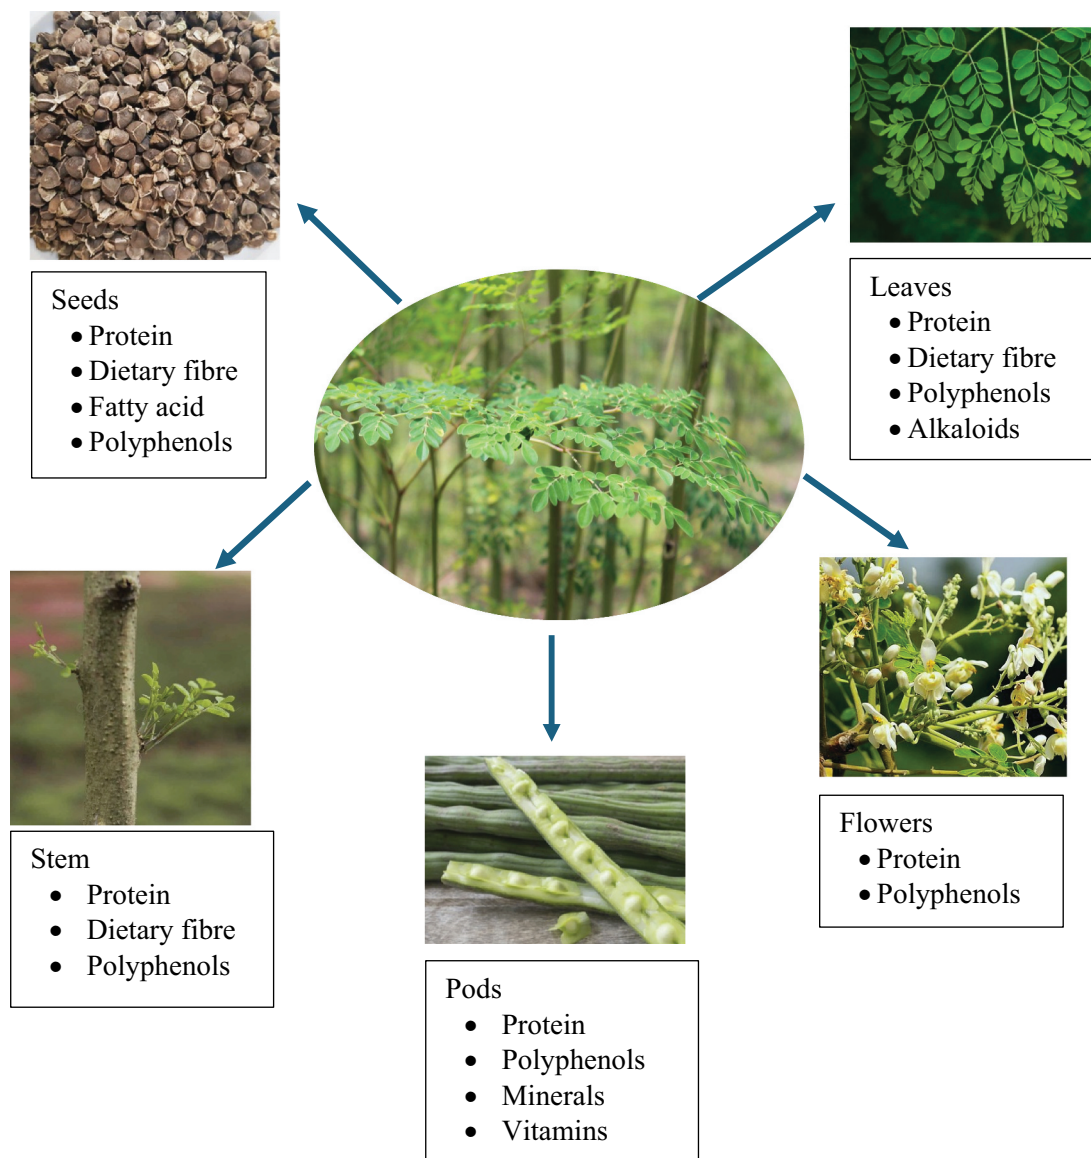 Seeds
• Protein
• Dietary fibre
• Fatty acid
• Polyphenols
Leaves
• Protein
• Dietary fibre
• Polyphenols
• Alkaloids
Stem
• Protein
• Dietary fibre
• Polyphenols
Flowers
• Protein
• Polyphenols
Pods
• Protein
• Polyphenols
• Minerals
• Vitamins